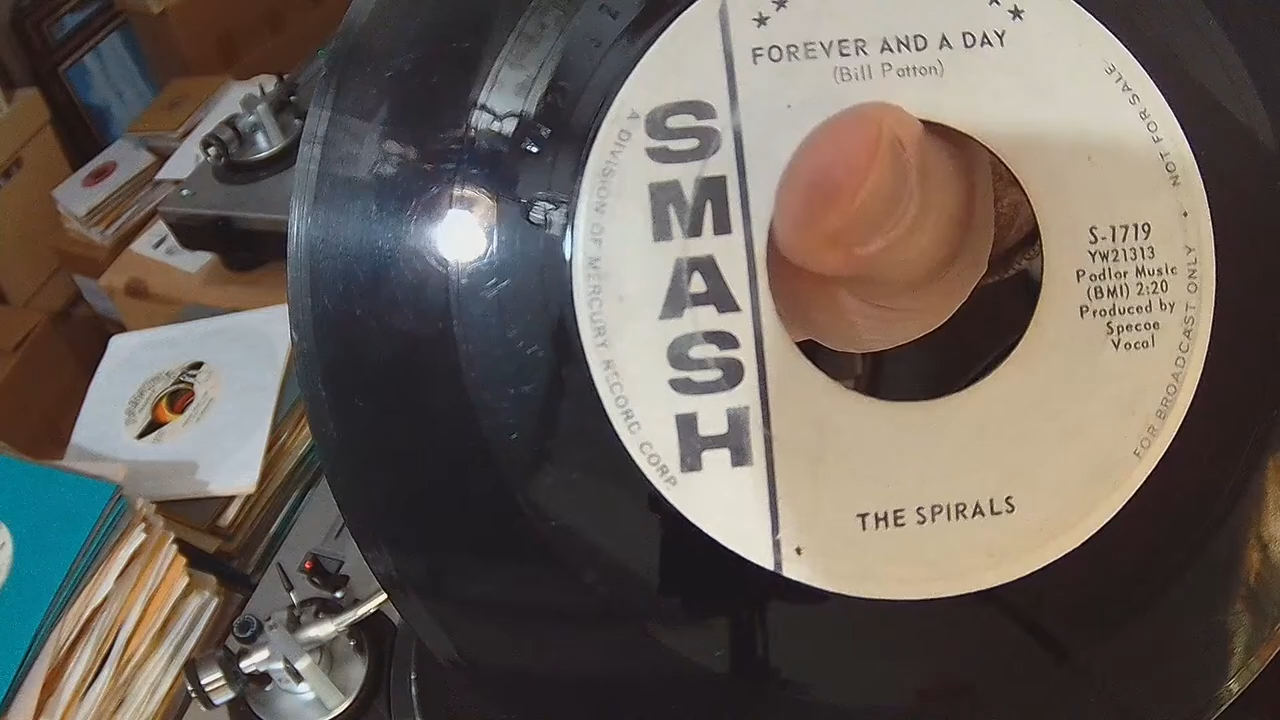 FOREVER AND A DAY
(Bill Patton)
SMASH
A DIVISION OF MERCURY RECORD CORP.
NOT FOR SALE
S-1719
YW21313
Padlor Music
(BMI) 2:20
Produced by
Specoe
Vocal
FOR BROADCAST ONLY
THE SPIRALS